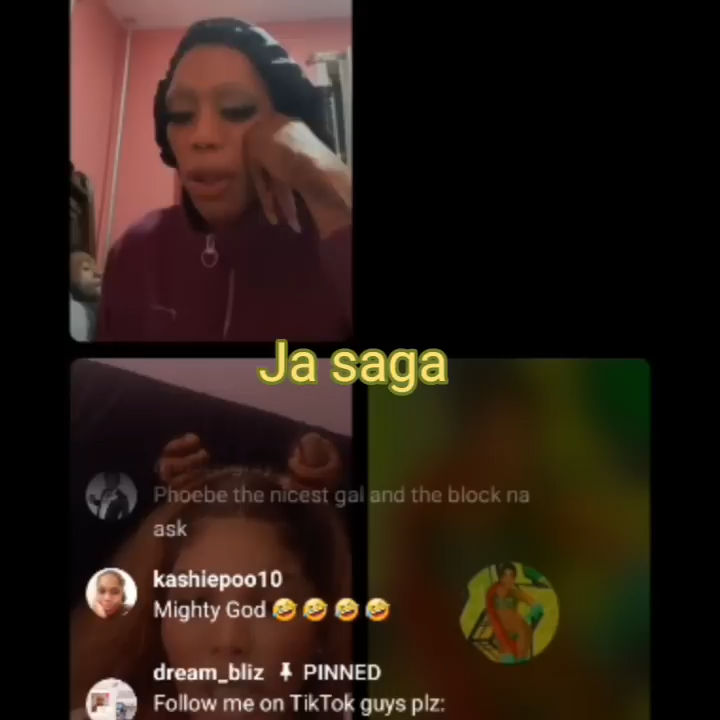 Ja saga
Phoebe the nicest gal and the block na
ask
kashiepoo10
Mighty God 🤣🤣🤣🤣
dream_bliz 📌 PINNED
Follow me on TikTok guys plz: